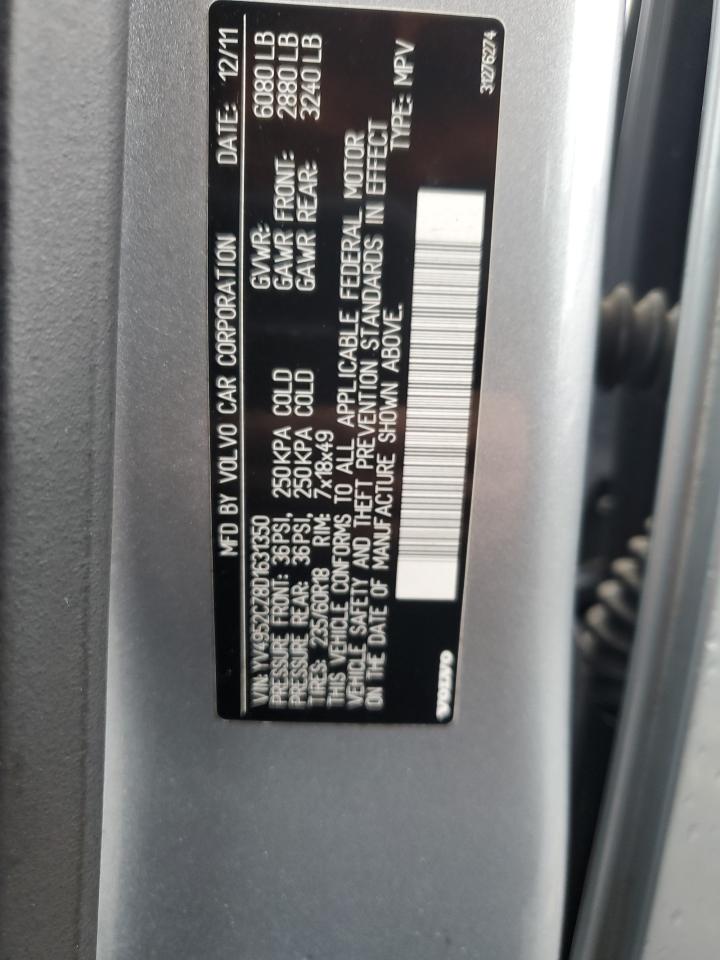 MFD BY VOLVO CAR CORPORATION DATE: 12/11
VIN: YV4952CZ8D1631350 GVWR: 6080 LB
PRESSURE FRONT: 36PSI, 250KPA COLD GAWR FRONT: 2880 LB
PRESSURE REAR: 36PSI, 250KPA COLD GAWR REAR: 3240 LB
TIRES: 235/60R18 RIM: 7x18x49
THIS VEHICLE CONFORMS TO ALL APPLICABLE FEDERAL MOTOR
VEHICLE SAFETY AND THEFT PREVENTION STANDARDS IN EFFECT
ON THE DATE OF MANUFACTURE SHOWN ABOVE.
TYPE: MPV
VOLVO
31276274